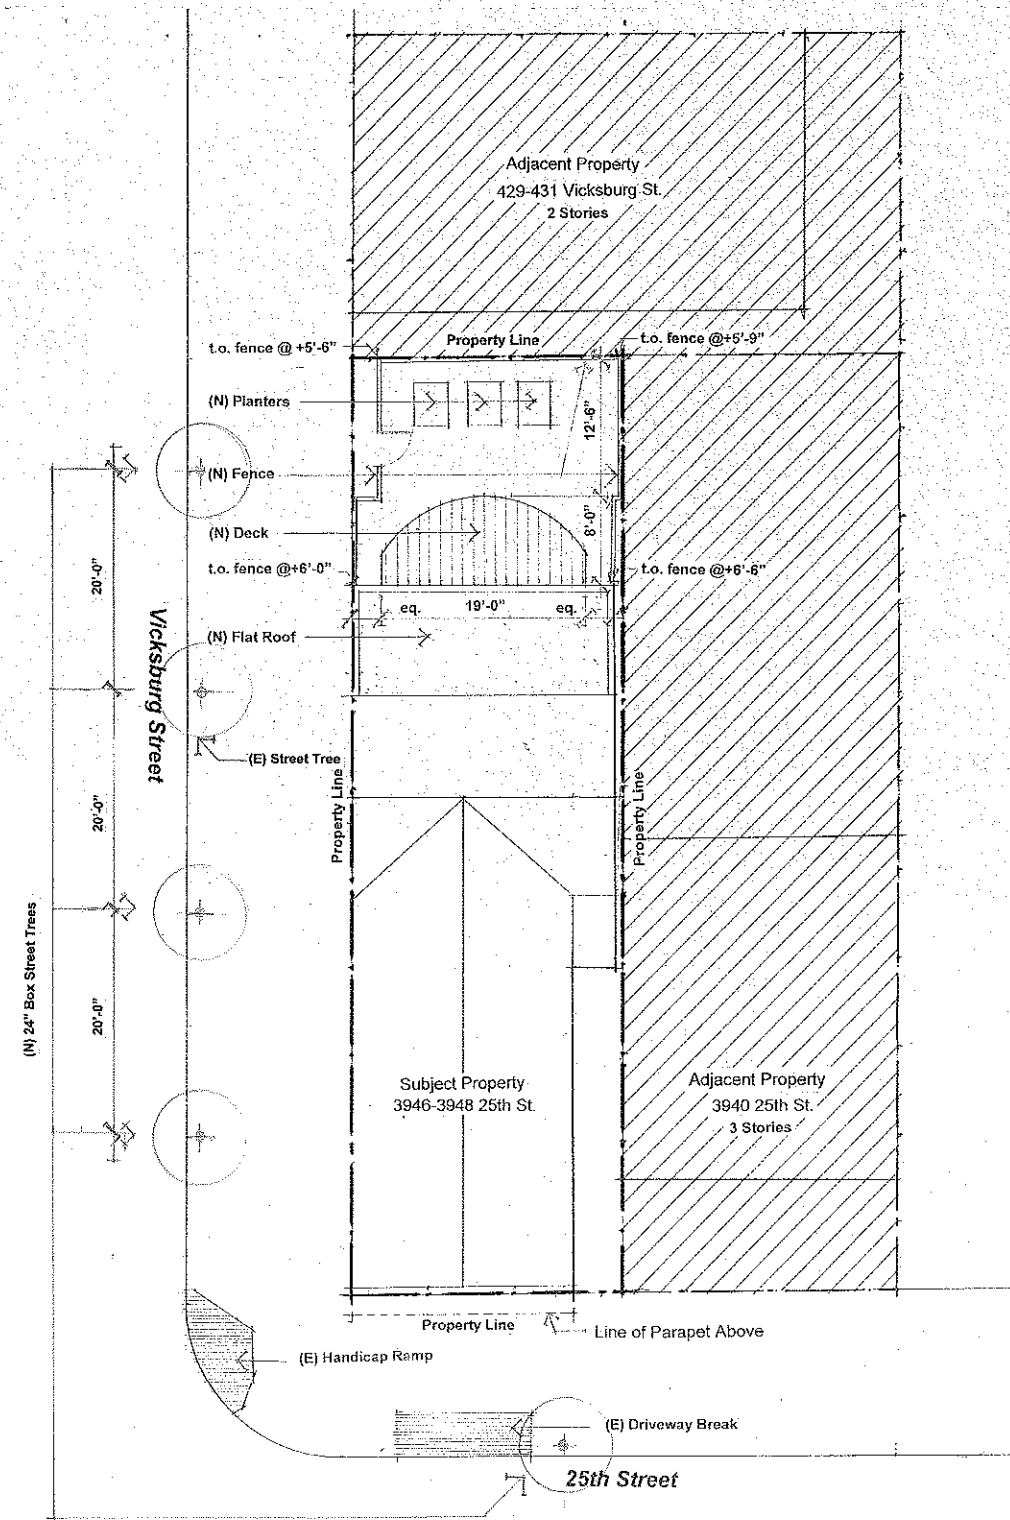 Adjacent Property
429-431 Vicksburg St.
2 Stories
t.o. fence @ +5'-6"
Property Line
t.o. fence @+5'-9"
(N) Planters
12'-6"
(N) Fence
(N) Deck
8'-0"
t.o. fence @+6'-0"
t.o. fence @+6'-6"
20'-0"
eq.
19'-0"
eq.
(N) Flat Roof
Vicksburg Street
(E) Street Tree
Property Line
Property Line
20'-0"
(N) 24" Box Street Trees
20'-0"
Subject Property
3946-3948 25th St.
Adjacent Property
3940 25th St.
3 Stories
Property Line
Line of Parapet Above
(E) Handicap Ramp
(E) Driveway Break
25th Street